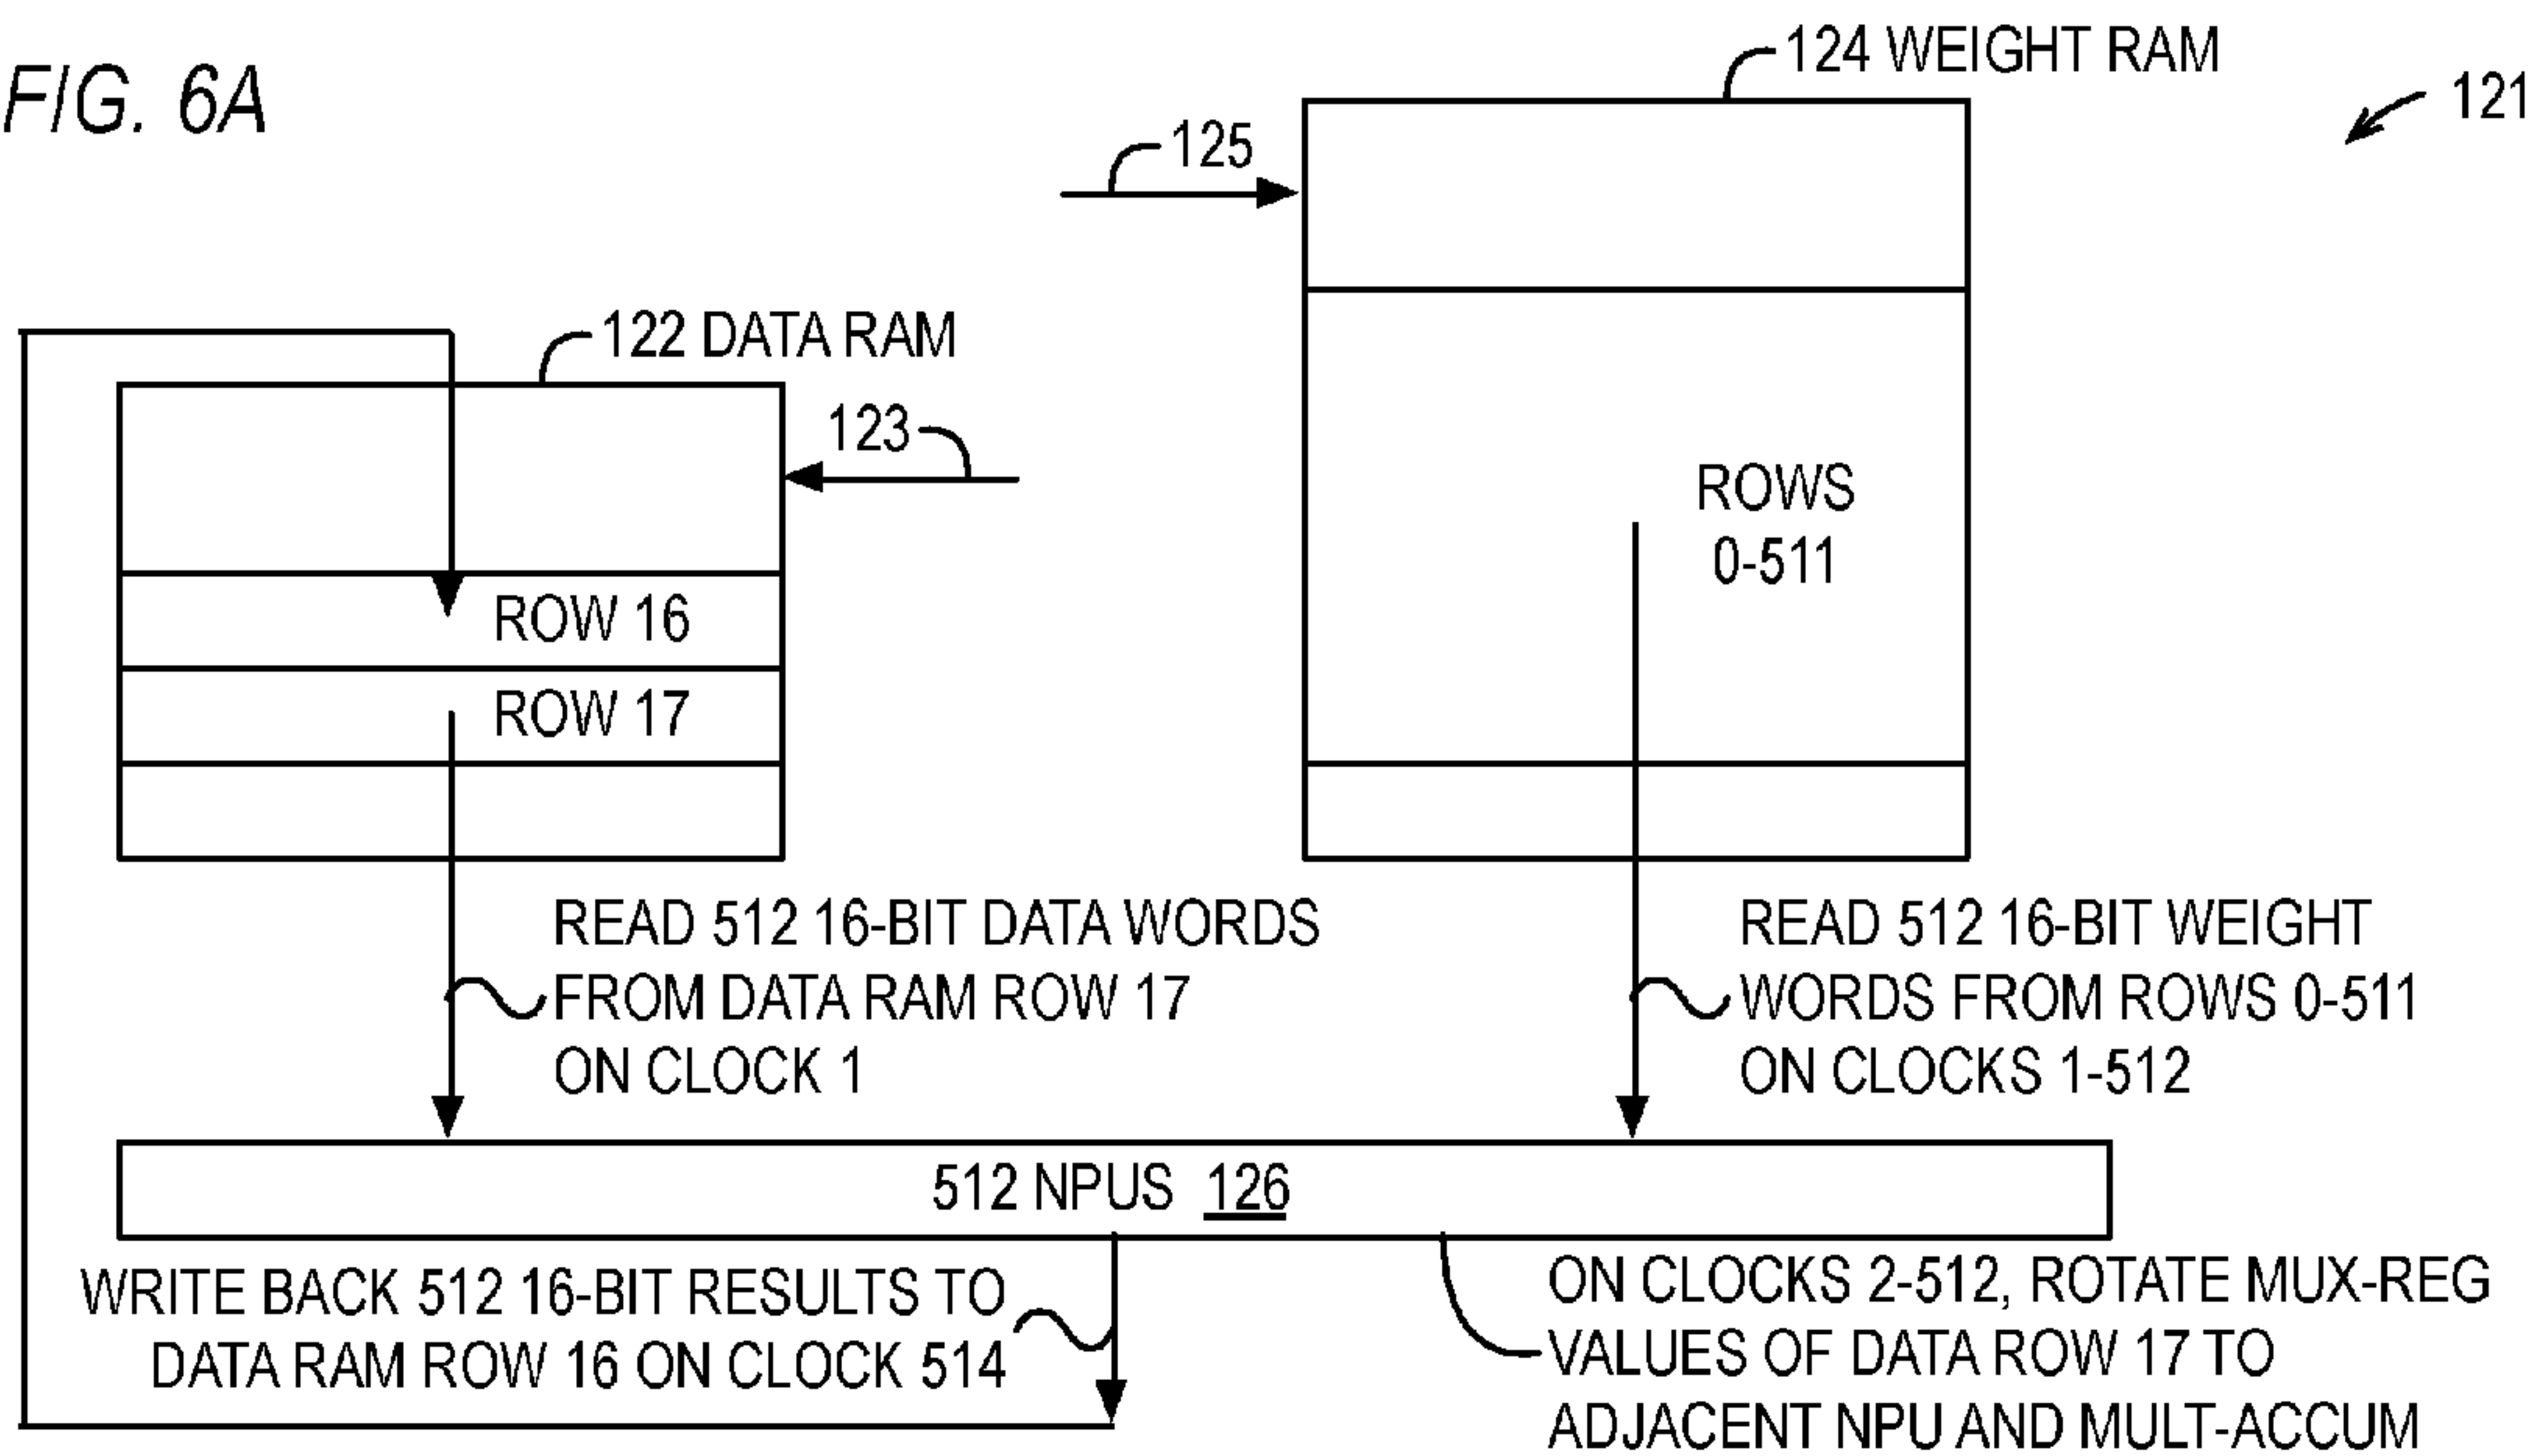 FIG. 6A
124 WEIGHT RAM
121
125
122 DATA RAM
123
ROWS
0-511
ROW 16
ROW 17
READ 512 16-BIT DATA WORDS
FROM DATA RAM ROW 17
ON CLOCK 1
READ 512 16-BIT WEIGHT
WORDS FROM ROWS 0-511
ON CLOCKS 1-512
512 NPUS 126
WRITE BACK 512 16-BIT RESULTS TO
DATA RAM ROW 16 ON CLOCK 514
ON CLOCKS 2-512, ROTATE MUX-REG
VALUES OF DATA ROW 17 TO
ADJACENT NPU AND MULT-ACCUM